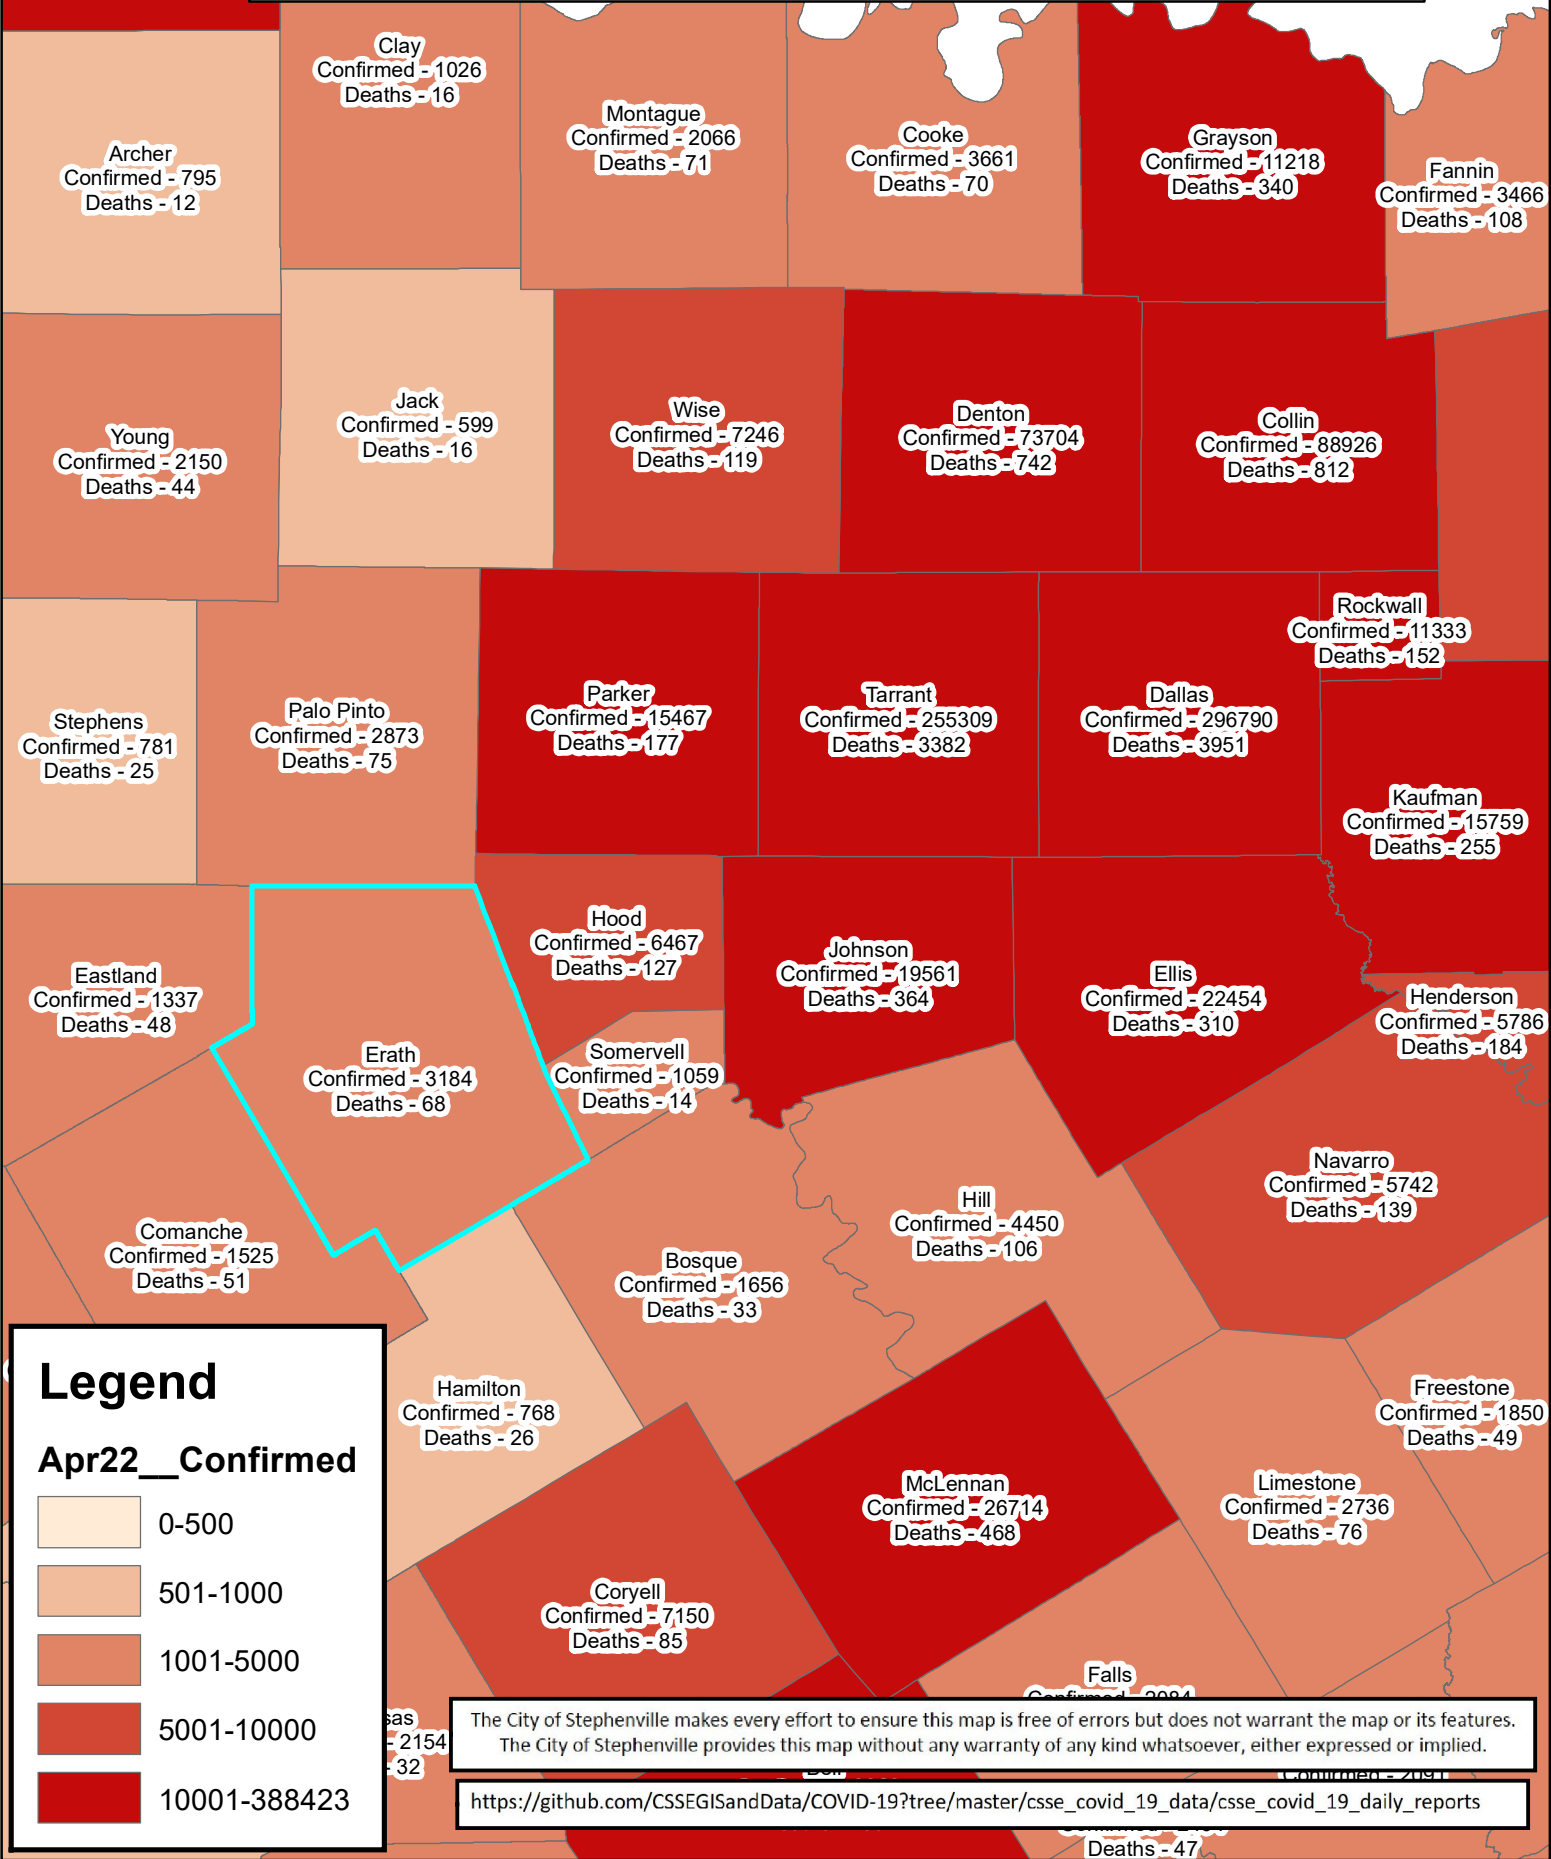 Clay
Confirmed - 1026
Deaths - 16
Montague
Confirmed - 2066
Deaths - 71
Cooke
Confirmed - 3661
Deaths - 70
Grayson
Confirmed - 11218
Deaths - 340
Archer
Confirmed - 795
Deaths - 12
Fannin
Confirmed - 3466
Deaths - 108
Jack
Confirmed - 599
Deaths - 16
Wise
Confirmed - 7246
Deaths - 119
Denton
Confirmed - 73704
Deaths - 742
Collin
Confirmed - 88926
Deaths - 812
Young
Confirmed - 2150
Deaths - 44
Rockwall
Confirmed - 11333
Deaths - 152
Stephens
Confirmed - 781
Deaths - 25
Palo Pinto
Confirmed - 2873
Deaths - 75
Parker
Confirmed - 15467
Deaths - 177
Tarrant
Confirmed - 255309
Deaths - 3382
Dallas
Confirmed - 296790
Deaths - 3951
Kaufman
Confirmed - 15759
Deaths - 255
Hood
Confirmed - 6467
Deaths - 127
Johnson
Confirmed - 19561
Deaths - 364
Ellis
Confirmed - 22454
Deaths - 310
Eastland
Confirmed - 1337
Deaths - 48
Henderson
Confirmed - 5786
Deaths - 184
Erath
Confirmed - 3184
Deaths - 68
Somervell
Confirmed - 1059
Deaths - 14
Navarro
Confirmed - 5742
Deaths - 139
Hill
Confirmed - 4450
Deaths - 106
Comanche
Confirmed - 1525
Deaths - 51
Bosque
Confirmed - 1656
Deaths - 33
Hamilton
Confirmed - 768
Deaths - 26
Freestone
Confirmed - 1850
Deaths - 49
McLennan
Confirmed - 26714
Deaths - 468
Limestone
Confirmed - 2736
Deaths - 76
Coryell
Confirmed - 7150
Deaths - 85
Falls
sas
- 2154
- 32
Deaths - 47
Legend
Apr22__Confirmed
0-500
501-1000
1001-5000
5001-10000
10001-388423
The City of Stephenville makes every effort to ensure this map is free of errors but does not warrant the map or its features.
The City of Stephenville provides this map without any warranty of any kind whatsoever, either expressed or implied.
https://github.com/CSSEGISandData/COVID-19?tree/master/csse_covid_19_data/csse_covid_19_daily_reports